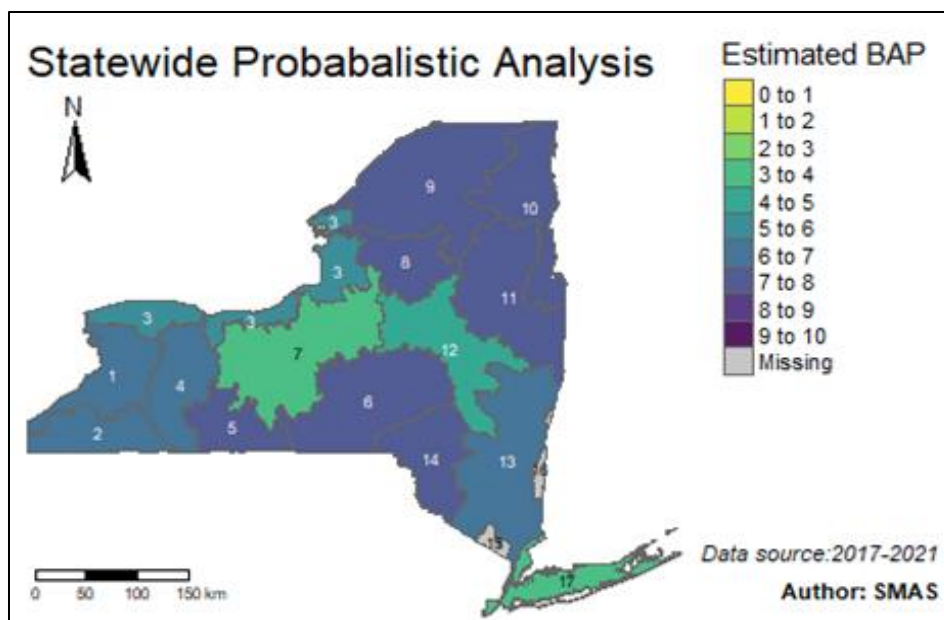 Statewide Probabalistic Analysis
N
Estimated BAP
0 to 1
1 to 2
2 to 3
3 to 4
4 to 5
5 to 6
6 to 7
7 to 8
8 to 9
9 to 10
Missing
9
10
3
3
8
11
3
3
7
12
1
4
6
2
5
14
13
16
15
17
0 50 100 150 km
Data source:2017-2021
Author: SMAS